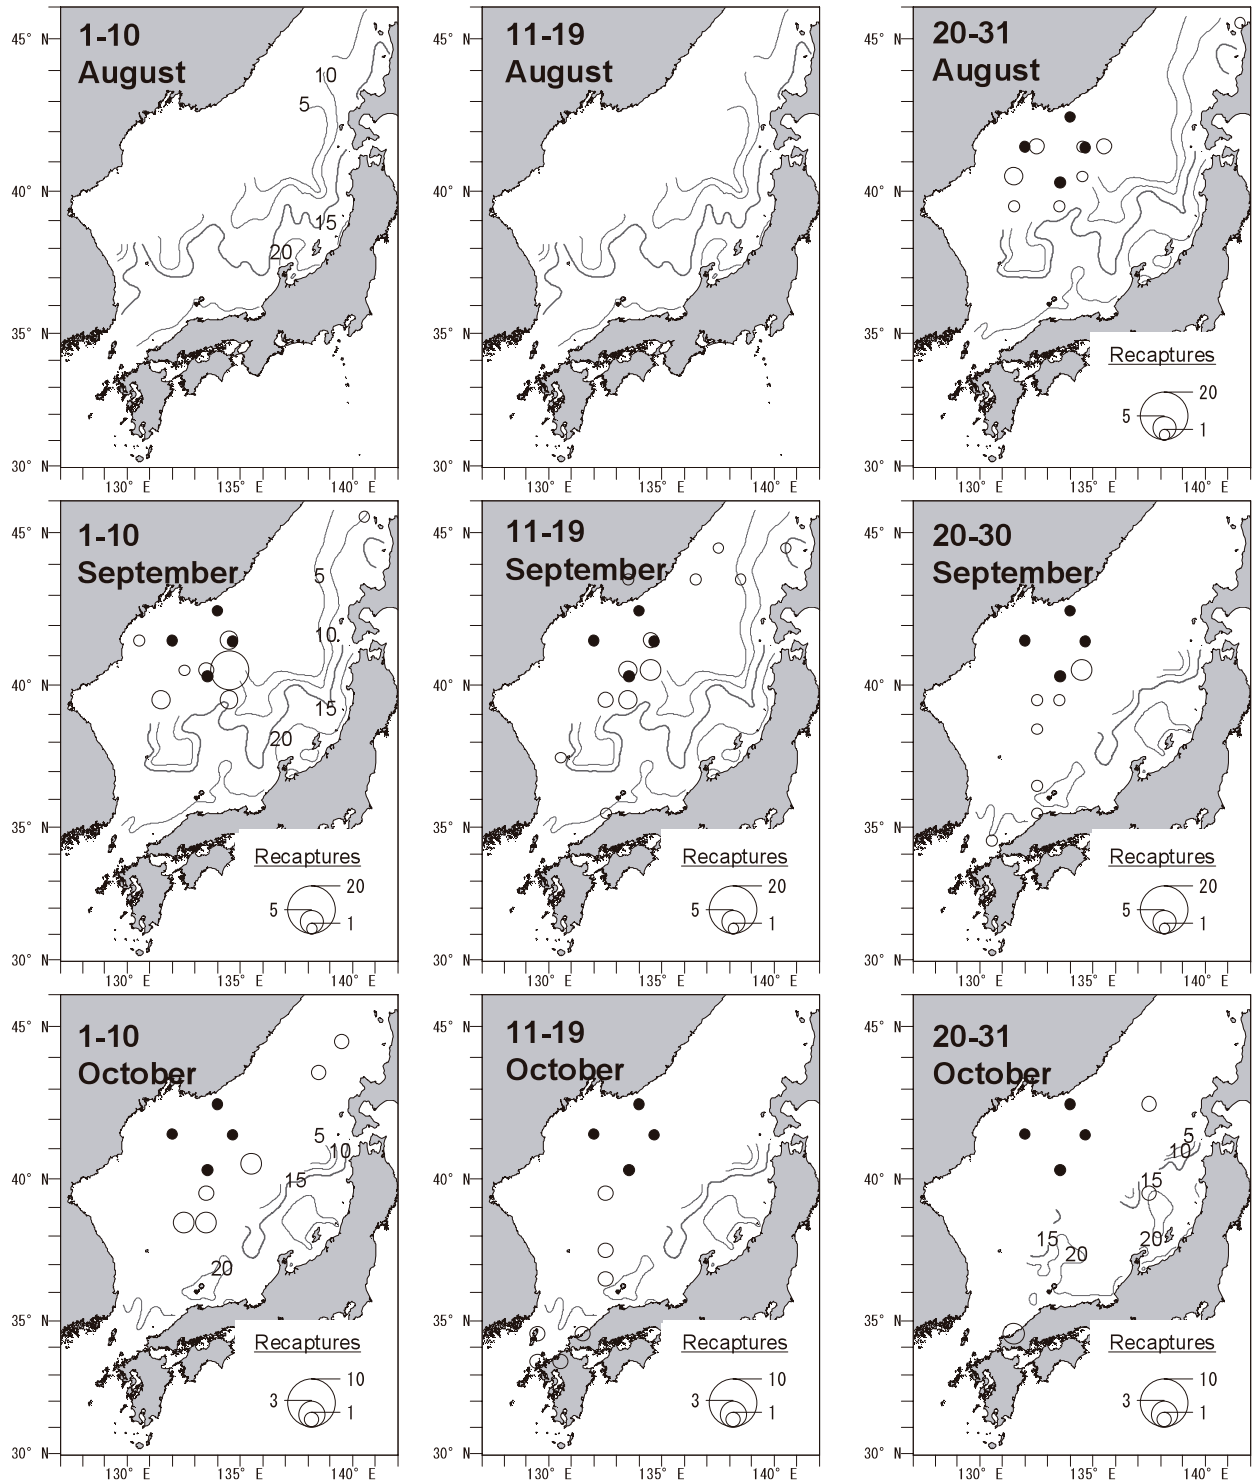 1-10
August
45° N
40° N
35° N
30° N
130° E
135° E
140° E
10
5
15
20
11-19
August
45° N
40° N
35° N
30° N
130° E
135° E
140° E
20-31
August
45° N
40° N
35° N
30° N
130° E
135° E
140° E
Recaptures
20
5
1
1-10
September
45° N
40° N
35° N
30° N
130° E
135° E
140° E
5
10
15
20
Recaptures
20
5
1
11-19
September
45° N
40° N
35° N
30° N
130° E
135° E
140° E
Recaptures
20
5
1
20-30
September
45° N
40° N
35° N
30° N
130° E
135° E
140° E
Recaptures
20
5
1
1-10
October
45° N
40° N
35° N
30° N
130° E
135° E
140° E
5
10
15
20
Recaptures
10
3
1
11-19
October
45° N
40° N
35° N
30° N
130° E
135° E
140° E
Recaptures
10
3
1
20-31
October
45° N
40° N
35° N
30° N
130° E
135° E
140° E
5
10
15
20
15
20
Recaptures
10
3
1